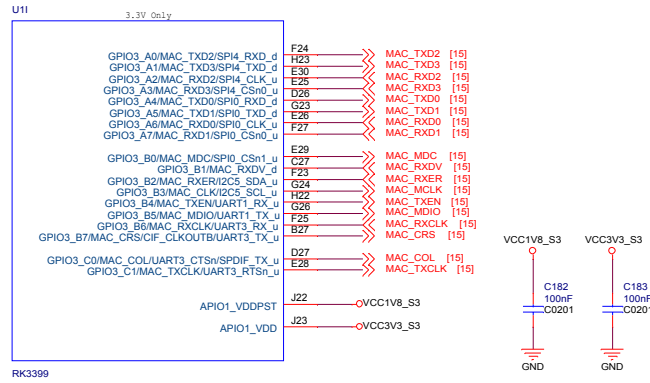 U1I
3.3V Only
GPIO3_A0/MAC_TXD2/SPI4_RXD_d F24 MAC_TXD2 [15]
GPIO3_A1/MAC_TXD3/SPI4_TXD_d H23 MAC_TXD3 [15]
GPIO3_A2/MAC_RXD2/SPI4_CLK_u E30 MAC_RXD2 [15]
GPIO3_A3/MAC_RXD3/SPI4_CSn0_u E25 MAC_RXD3 [15]
GPIO3_A4/MAC_TXD0/SPI0_RXD_d D26 MAC_TXD0 [15]
GPIO3_A5/MAC_TXD1/SPI0_TXD_d G23 MAC_TXD1 [15]
GPIO3_A6/MAC_RXD0/SPI0_CLK_u E26 MAC_RXD0 [15]
GPIO3_A7/MAC_RXD1/SPI0_CSn0_u F27 MAC_RXD1 [15]
GPIO3_B0/MAC_MDC/SPI0_CSn1_u E29 MAC_MDC [15]
GPIO3_B1/MAC_RXDV_d C27 MAC_RXDV [15]
GPIO3_B2/MAC_RXER/I2C5_SDA_u F23 MAC_RXER [15]
GPIO3_B3/MAC_CLK/I2C5_SCL_u G24 MAC_MCLK [15]
GPIO3_B4/MAC_TXEN/UART1_RX_u H22 MAC_TXEN [15]
GPIO3_B5/MAC_MDIO/UART1_TX_u G26 MAC_MDIO [15]
GPIO3_B6/MAC_RXCLK/UART3_RX_u F25 MAC_RXCLK [15]
GPIO3_B7/MAC_CRS/CIF_CLKOUTB/UART3_TX_u B27 MAC_CRS [15]
GPIO3_C0/MAC_COL/UART3_CTSn/SPDIF_TX_u D27 MAC_COL [15]
GPIO3_C1/MAC_TXCLK/UART3_RTSn_u E28 MAC_TXCLK [15]
APIO1_VDDPST J22 VCC1V8_S3
APIO1_VDD J23 VCC3V3_S3
RK3399
VCC1V8_S3 VCC3V3_S3
C182 C183
100nF 100nF
C0201 C0201
GND GND